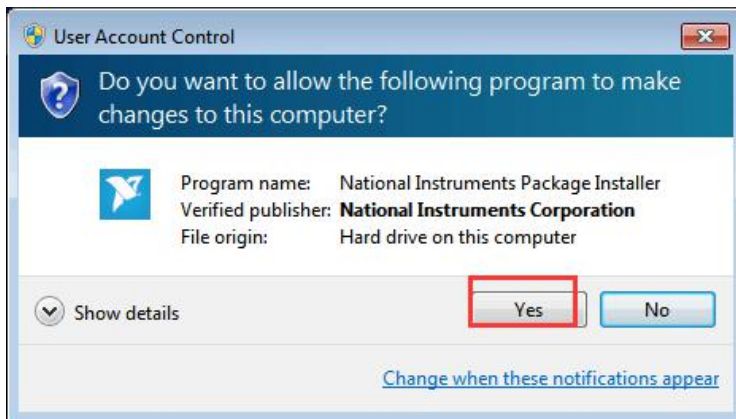 User Account Control
Do you want to allow the following program to make
changes to this computer?
Program name: National Instruments Package Installer
Verified publisher: National Instruments Corporation
File origin: Hard drive on this computer
Show details
Yes
No
Change when these notifications appear